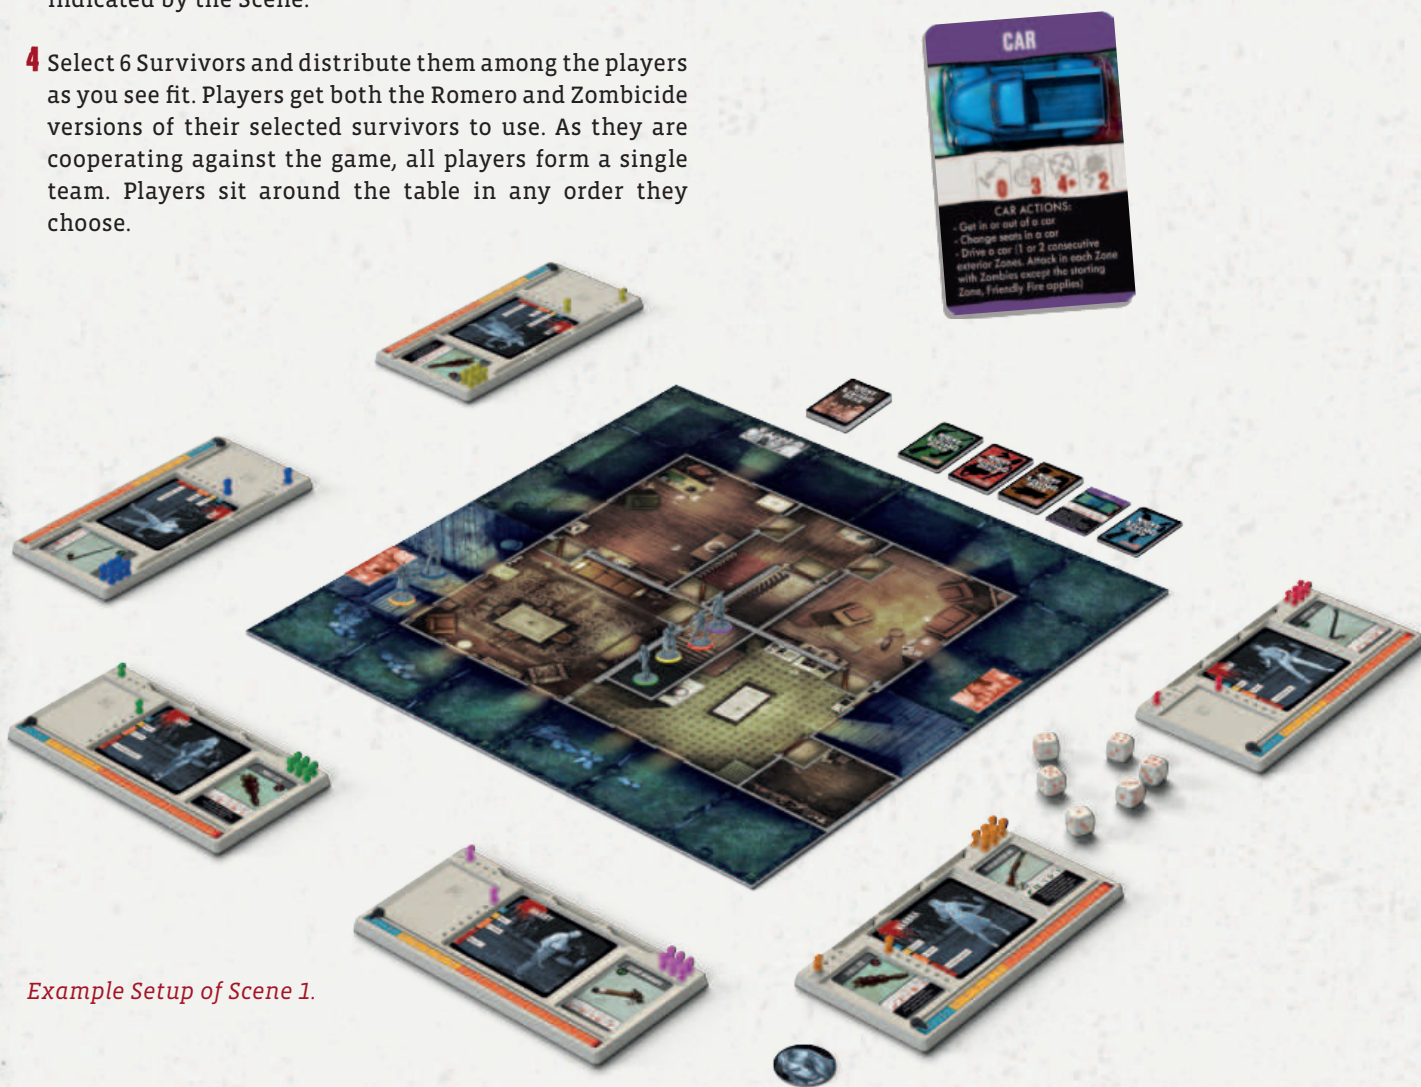 indicated by the Scene.
4 Select 6 Survivors and distribute them among the players
as you see fit. Players get both the Romero and Zombicide
versions of their selected survivors to use. As they are
cooperating against the game, all players form a single
team. Players sit around the table in any order they
choose.
CAR
0 3 4+ 2
CAR ACTIONS:
- Get in or out of a car
- Change seats in a car
- Drive a car (1 or 2 consecutive
exterior Zones. Attack in each Zone
with Zombies except the starting
Zone, Friendly Fire applies)
Example Setup of Scene 1.